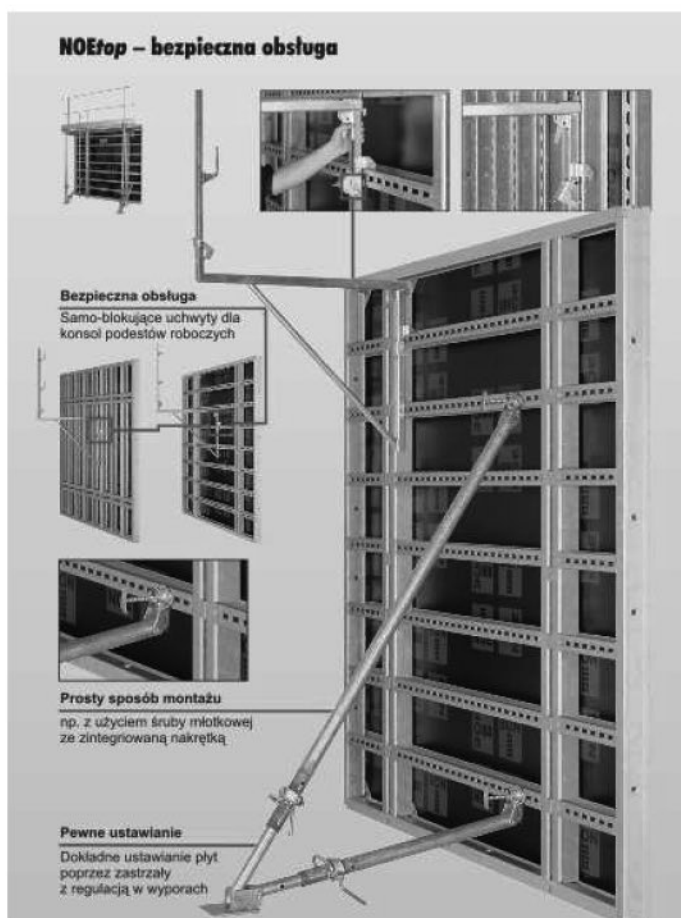 NOEtop – bezpieczna obsługa
Bezpieczna obsługa
Samo-blokujące uchwyty dla
konsol podestów roboczych
Prosty sposób montażu
np. z użyciem śruby młotkowej
ze zintegriowaną nakrętką
Pewne ustawianie
Dokładne ustawianie płyt
poprzez zastrzały
z regulacją w wyporach